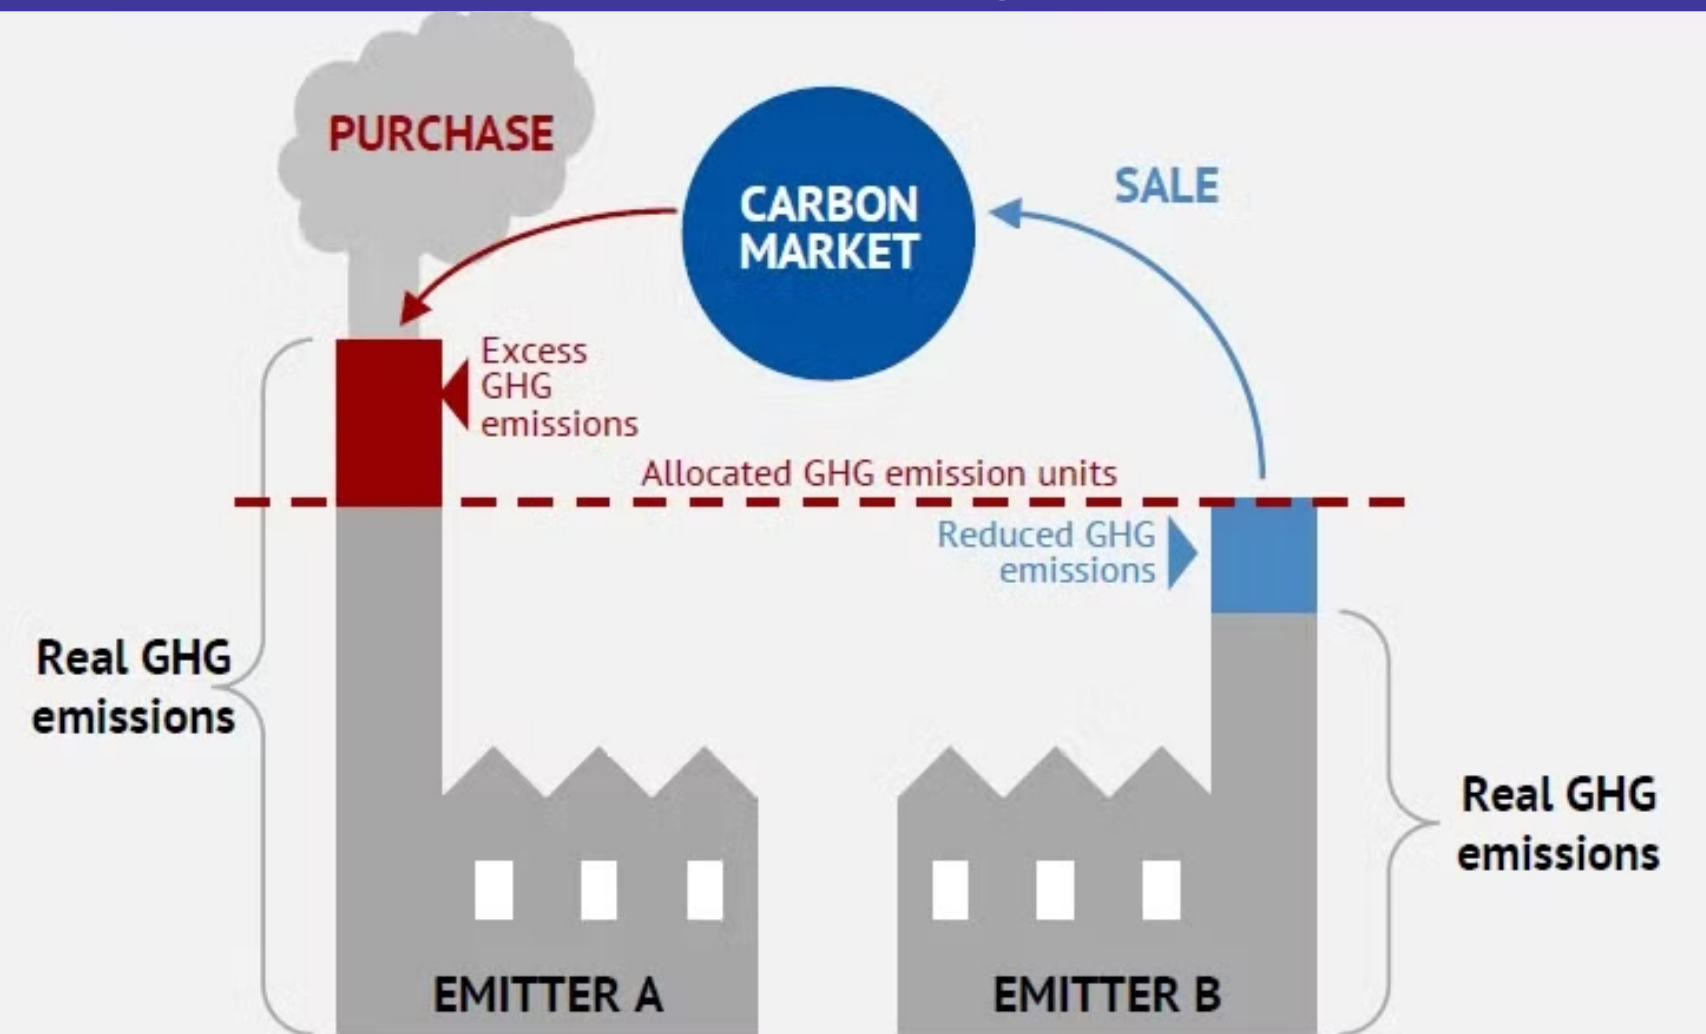 PURCHASE
CARBON
MARKET
SALE
Excess
GHG
emissions
Allocated GHG emission units
Reduced GHG
emissions
Real GHG
emissions
Real GHG
emissions
EMITTER A
EMITTER B